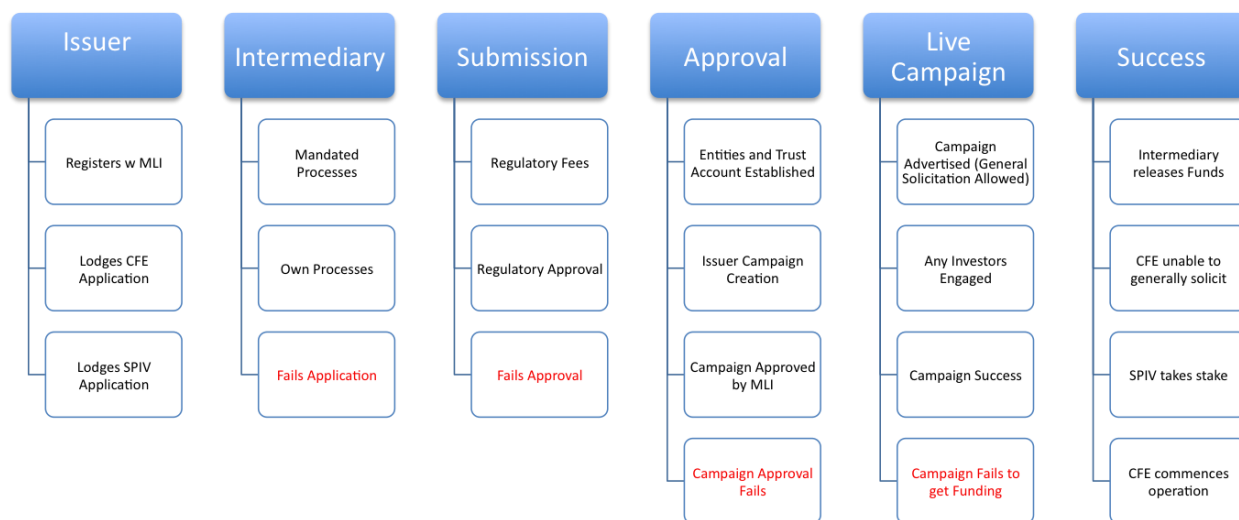 Issuer
Registers w MLI
Lodges CFE
Application
Lodges SPIV
Application
Intermediary
Mandated
Processes
Own Processes
Fails Application
Submission
Regulatory Fees
Regulatory Approval
Fails Approval
Approval
Entities and Trust
Account Established
Issuer Campaign
Creation
Campaign Approved
by MLI
Campaign Approval
Fails
Live
Campaign
Campaign
Advertised (General
Solicitation Allowed)
Any Investors
Engaged
Campaign Success
Campaign Fails to
get Funding
Success
Intermediary
releases Funds
CFE unable to
generally solicit
SPIV takes stake
CFE commences
operation